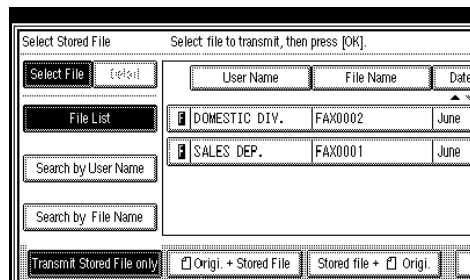 Select Stored File Select file to transmit, then press [OK].
Select File Detail User Name File Name Date
File List F DOMESTIC DIV. FAX0002 June
F SALES DEP. FAX0001 June
Search by User Name
Search by File Name
Transmit Stored File only Origi. + Stored File Stored file + Origi.